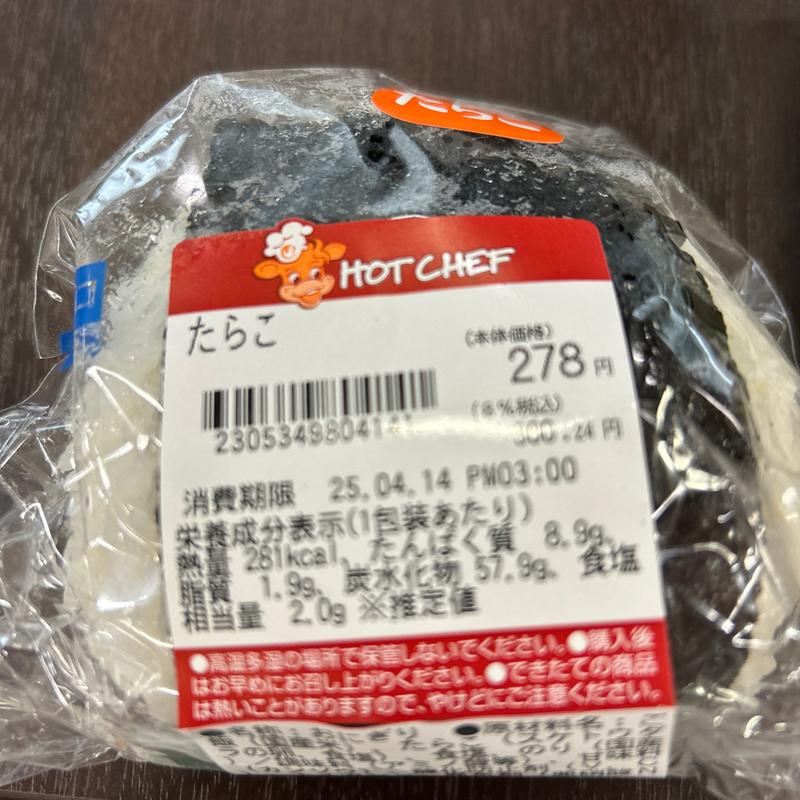 たらこ
HOT CHEF
たらこ
(本体価格)
278 円
(8%税込)
300.24 円
消費期限 25.04.14 PM03:00
栄養成分表示(1包装あたり)
熱量 281kcal、たんぱく質 8.9g、
脂質 1.9g、炭水化物 57.9g、食塩
相当量 2.0g ※推定値
●高温多湿の場所で保管しないでください。●購入後
はお早めにお召し上がりください。●できたての商品
は熱いことがありますので、やけどにご注意ください。